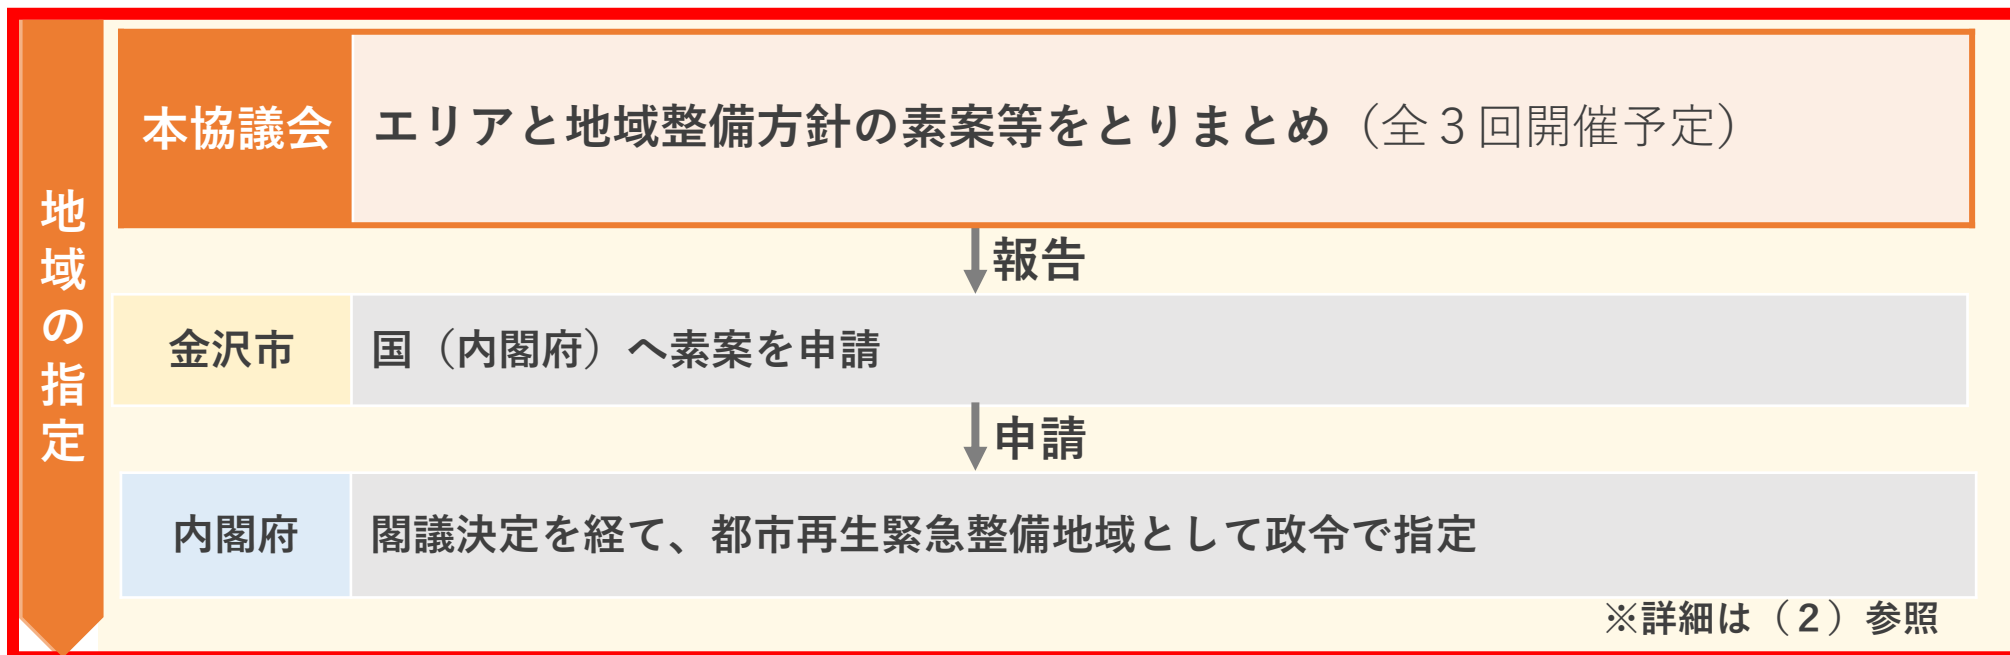 地域の指定
本協議会
エリアと地域整備方針の素案等をとりまとめ（全３回開催予定）
報告
金沢市
国（内閣府）へ素案を申請
申請
内閣府
閣議決定を経て、都市再生緊急整備地域として政令で指定
※詳細は（２）参照